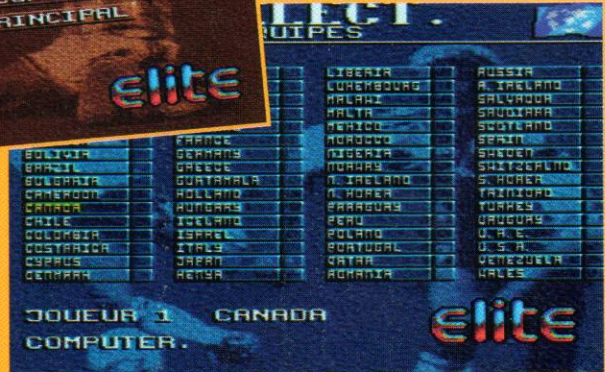 RINCIPAL
elite
LECT.
QUIPES
LIBERIA RUSSIA
LUXEMBOURG R. IRELAND
MALAWI SALVADOR
MALTA SAUDIARA
MEXICO SCOTLAND
FRANCE MOROCCO SPAIN
BOLIVIA GERMANY NIGERIA SWEDEN
BRAZIL GREECE NORWAY SWITZEALND
BULGARIA GUATAMALA N. IRELAND S. KOREA
CAMEROON HOLLAND N. KOREA TRINIDAD
CANADA HUNGARY PARAGUAY TURKEY
CHILE ICELAND PERU URUGUAY
COLOMBIA ISRAEL POLAND U. A. E.
COSTARICA ITALY PORTUGAL U. S. A.
CYPRUS JAPAN QATAR VENEZUELA
DENMARK KENYA ROMANIA WALES
JOUEUR 1 CANADA
COMPUTER.
elite